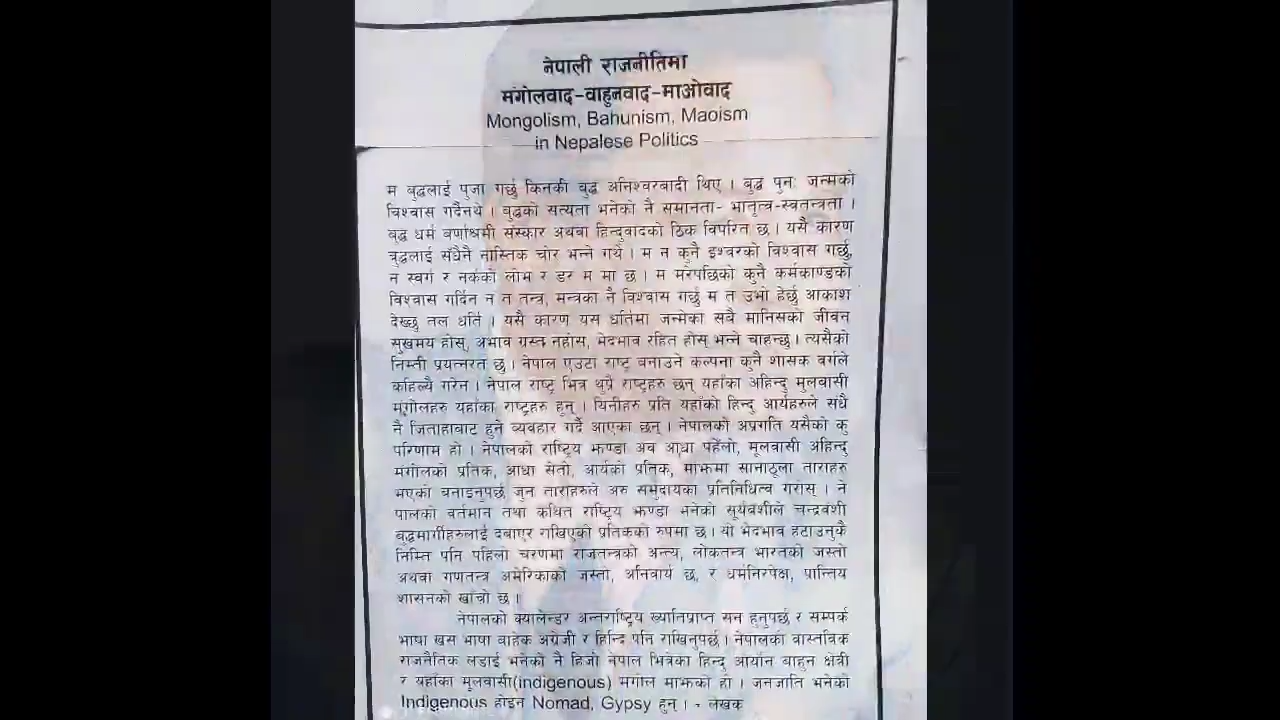 नेपाली राजनीतिमा
मंगोलवाद-वाहुनवाद-माओवाद
Mongolism, Bahunism, Maoism
in Nepalese Politics
म बुद्धलाई पुजा गर्छु किनकी बुद्ध अनिश्वरबादी थिए । बुद्ध पुनः जन्मको
विश्वास गर्दैनथे । बुद्धको सत्यता भनेको नै समानता- भातृत्व-स्वतन्त्रता ।
बुद्ध धर्म वर्णाश्रमी संस्कार अथवा हिन्दुवादको ठिक विपरित छ । यसै कारण
बुद्धलाई सँधैनै नास्तिक चोर भन्ने गर्थे । म न कुनै इश्वरको विश्वास गर्छु,
न स्वर्ग र नर्कको लोभ र डर म मा छ । म मरेपछिको कुनै कर्मकाण्डको
विश्वास गर्दिन न त तन्त्र, मन्त्रका नै विश्वास गर्छु म त उभो हेर्छु आकाश
देख्छु तल धर्ति । यसै कारण यस धर्तिमा जन्मेका सबै मानिसको जीवन
सुखमय होस्, अभाव ग्रस्त नहोस, भेदभाव रहित होस् भन्ने चाहन्छु । त्यसैको
निम्ती प्रयत्नरत छु । नेपाल एउटा राष्ट्र बनाउने कल्पना कुनै शासक वर्गले
कहिल्यै गरेन । नेपाल राष्ट्र भित्र थुप्रै राष्ट्रहरु छन् यहाँका अहिन्दु मुलवासी
मंगोलहरु यहाँका राष्ट्रहरु हुन् । यिनीहरु प्रति यहाँको हिन्दु आर्यहरुले सधै
नै जिताहावाट हुने व्यवहार गर्दै आएका छन् । नेपालको अप्रगति यसैको कु
परिणाम हो । नेपालको राष्ट्रिय झण्डा अब आधा पहेंलो, मूलवासी अहिन्दु
मंगोलको प्रतिक, आधा सेतो, आर्यको प्रतिक, माझमा सानाठूला ताराहरु
भएको बनाइनुपर्छ जुन ताराहरुले अरु समुदायका प्रतिनिधित्व गरोस् । ने
पालको वर्तमान तथा कथित राष्ट्रिय झण्डा भनेको सूर्यवंशीले चन्द्रवंशी
बुद्धमार्गीहरुलाई दबाएर राखिएको प्रतिकको रुपमा छ । यो भेदभाव हटाउनुकै
निम्ति पनि पहिलो चरणमा राजतन्त्रको अन्त्य, लोकतन्त्र भारतको जस्तो
अथवा गणतन्त्र अमेरिकाको जस्तो, अनिवार्य छ, र धर्मनिरपेक्ष, प्रान्तिय
शासनको खाँचो छ ।
नेपालको क्यालेन्डर अन्तर्राष्ट्रिय ख्यातिप्राप्त सन हुनुपर्छ र सम्पर्क
भाषा खस भाषा बाहेक अंग्रेजी र हिन्दि पनि राखिनुपर्छ । नेपालको वास्तविक
राजनैतिक लडाई भनेको नै हिजो नेपाल भित्रका हिन्दु आर्यान बाहुन क्षेत्री
र यहाँका मूलवासी(indigenous) मंगोल माझको हो । जनजाति भनेको
Indigenous होइन Nomad, Gypsy हुन् । - लेखक